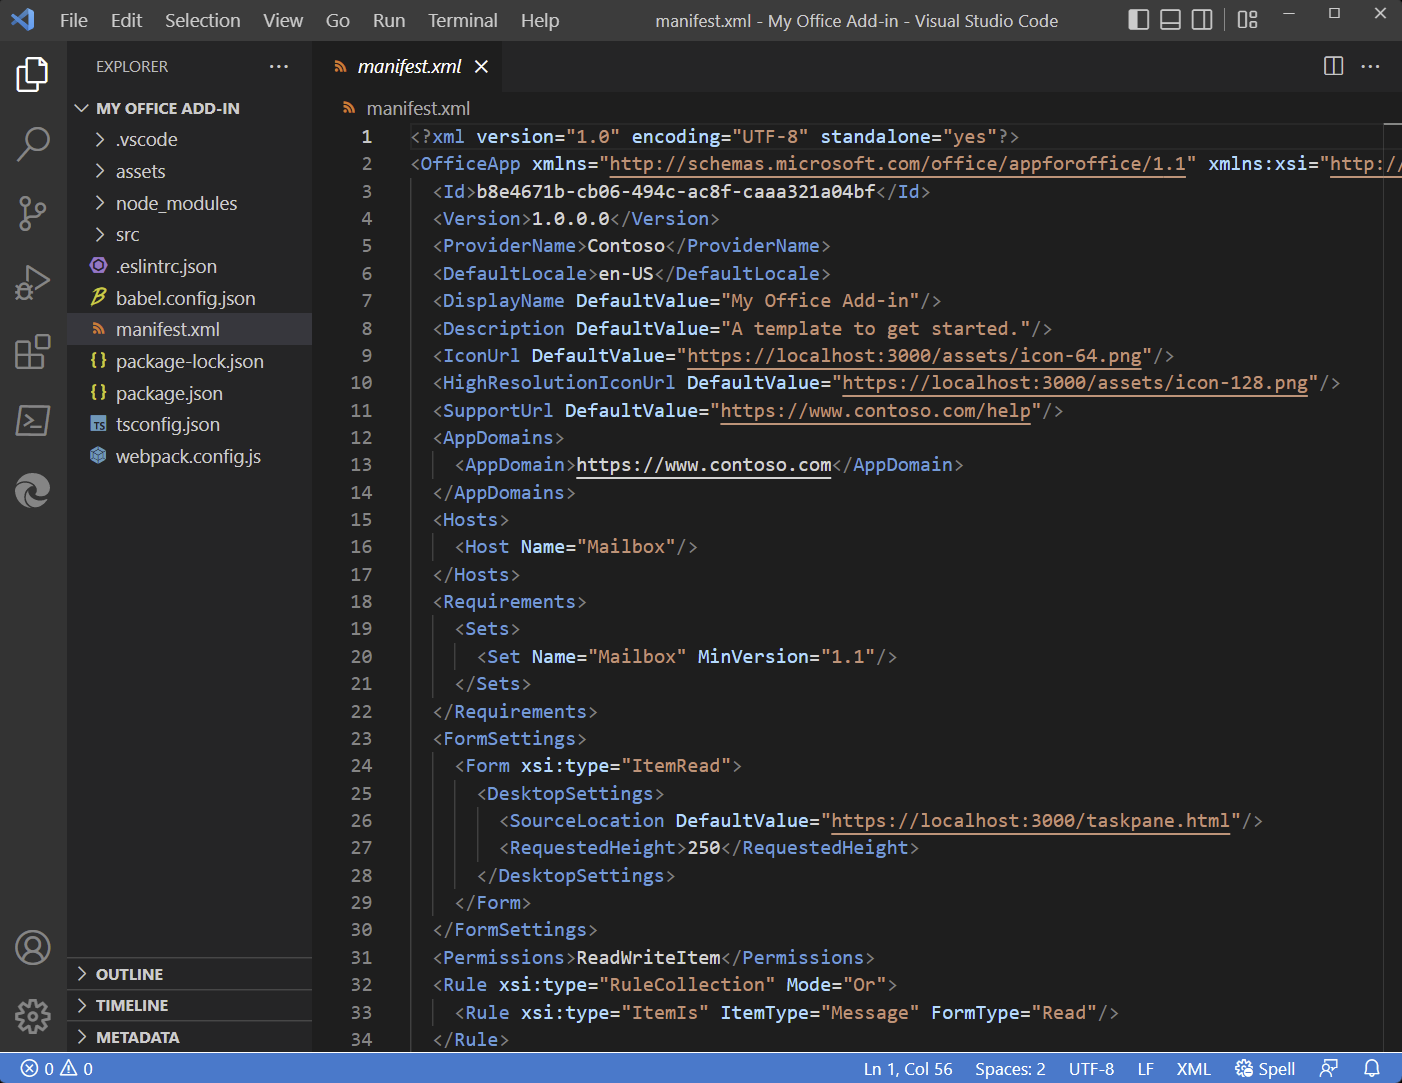 File Edit Selection View Go Run Terminal Help manifest.xml - My Office Add-in - Visual Studio Code
EXPLORER
MY OFFICE ADD-IN
.vscode
assets
node_modules
src
.eslintrc.json
babel.config.json
manifest.xml
{} package-lock.json
{} package.json
TS tsconfig.json
webpack.config.js
OUTLINE
TIMELINE
METADATA
manifest.xml
manifest.xml
1 <?xml version="1.0" encoding="UTF-8" standalone="yes"?>
2 <OfficeApp xmlns="http://schemas.microsoft.com/office/appforoffice/1.1" xmlns:xsi="http://
3 <Id>b8e4671b-cb06-494c-ac8f-caaa321a04bf</Id>
4 <Version>1.0.0.0</Version>
5 <ProviderName>Contoso</ProviderName>
6 <DefaultLocale>en-US</DefaultLocale>
7 <DisplayName DefaultValue="My Office Add-in"/>
8 <Description DefaultValue="A template to get started."/>
9 <IconUrl DefaultValue="https://localhost:3000/assets/icon-64.png"/>
10 <HighResolutionIconUrl DefaultValue="https://localhost:3000/assets/icon-128.png"/>
11 <SupportUrl DefaultValue="https://www.contoso.com/help"/>
12 <AppDomains>
13 <AppDomain>https://www.contoso.com</AppDomain>
14 </AppDomains>
15 <Hosts>
16 <Host Name="Mailbox"/>
17 </Hosts>
18 <Requirements>
19 <Sets>
20 <Set Name="Mailbox" MinVersion="1.1"/>
21 </Sets>
22 </Requirements>
23 <FormSettings>
24 <Form xsi:type="ItemRead">
25 <DesktopSettings>
26 <SourceLocation DefaultValue="https://localhost:3000/taskpane.html"/>
27 <RequestedHeight>250</RequestedHeight>
28 </DesktopSettings>
29 </Form>
30 </FormSettings>
31 <Permissions>ReadWriteItem</Permissions>
32 <Rule xsi:type="RuleCollection" Mode="Or">
33 <Rule xsi:type="ItemIs" ItemType="Message" FormType="Read"/>
34 </Rule>
0 0 Ln 1, Col 56 Spaces: 2 UTF-8 LF XML Spell